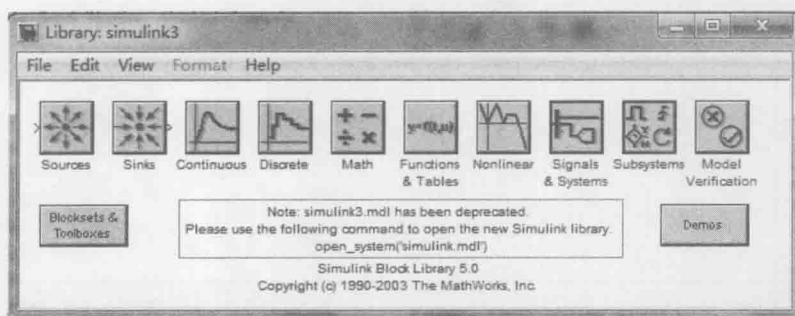 Library: simulink3
File Edit View Format Help
y=f(t,u)
Sources Sinks Continuous Discrete Math Functions & Tables Nonlinear Signals & Systems Subsystems Model Verification
Blocksets & Toolboxes
Note: simulink3.mdl has been deprecated.
Please use the following command to open the new Simulink library.
open_system('simulink.mdl')
Demos
Simulink Block Library 5.0
Copyright (c) 1990-2003 The MathWorks, Inc.